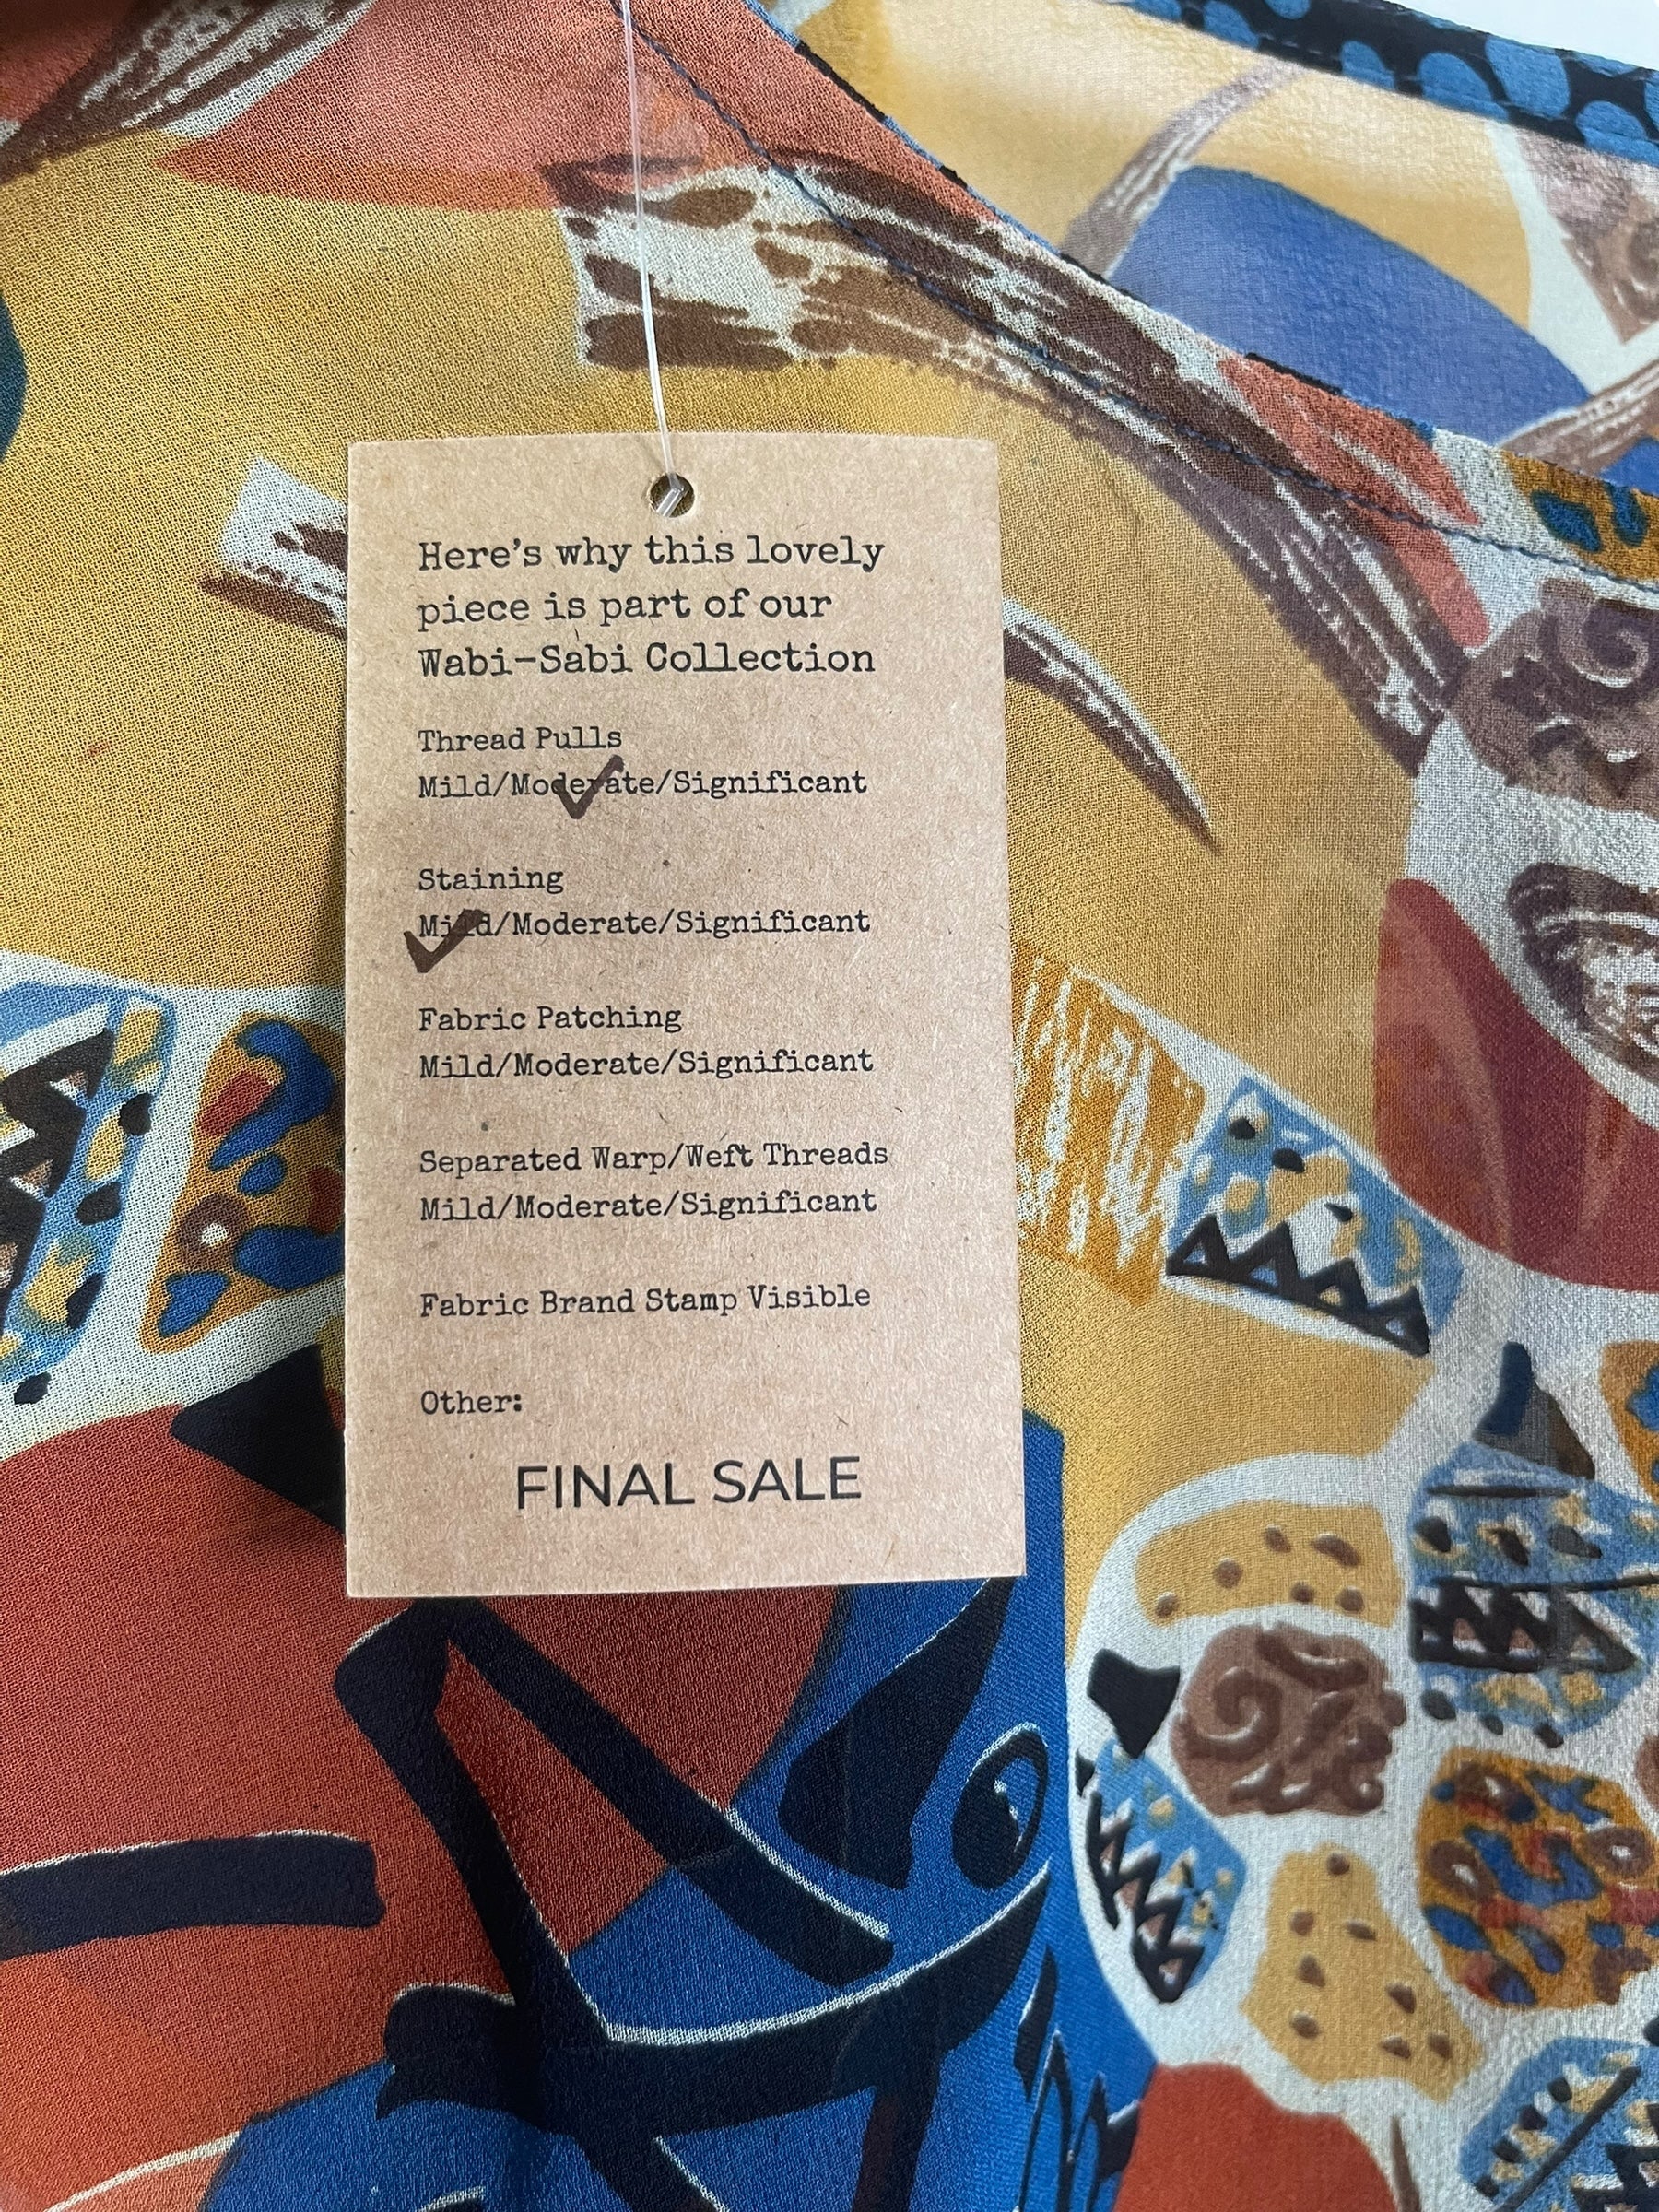 Here's why this lovely
piece is part of our
Wabi-Sabi Collection
Thread Pulls
Mild/Moderate/Significant
Staining
Mild/Moderate/Significant
Fabric Patching
Mild/Moderate/Significant
Separated Warp/Weft Threads
Mild/Moderate/Significant
Fabric Brand Stamp Visible
Other:
FINAL SALE